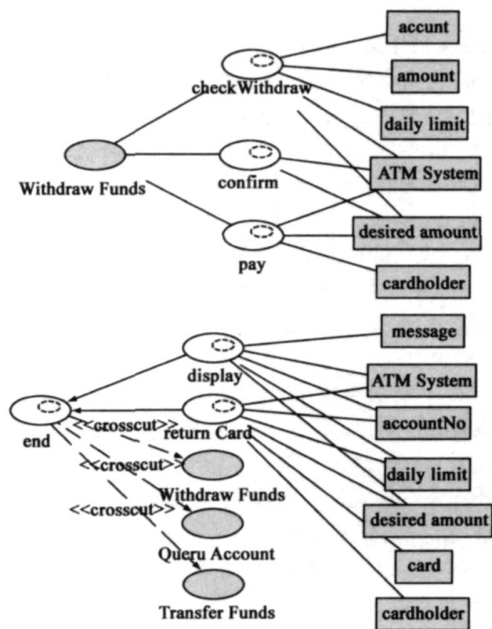 accunt
amount
checkWithdraw
daily limit
ATM System
Withdraw Funds
confirm
desired amount
pay
cardholder
message
display
ATM System
accountNo
end
<<crosscut>>
return Card
<<crosscut>>
daily limit
Withdraw Funds
<<crosscut>>
desired amount
Queru Account
card
Transfer Funds
cardholder